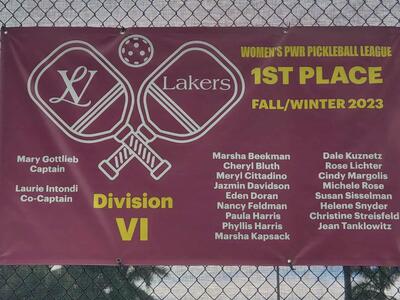 WOMEN'S PWR PICKLEBALL LEAGUE
1ST PLACE
FALL/WINTER 2023
Lakers
Mary Gottlieb
Captain
Laurie Intondi
Co-Captain
Division
VI
Marsha Beekman
Cheryl Bluth
Meryl Cittadino
Jazmin Davidson
Eden Doran
Nancy Feldman
Paula Harris
Phyllis Harris
Marsha Kapsack
Dale Kuznetz
Rose Lichter
Cindy Margolis
Michele Rose
Susan Sisselman
Helene Snyder
Christine Streisfeld
Jean Tanklowitz